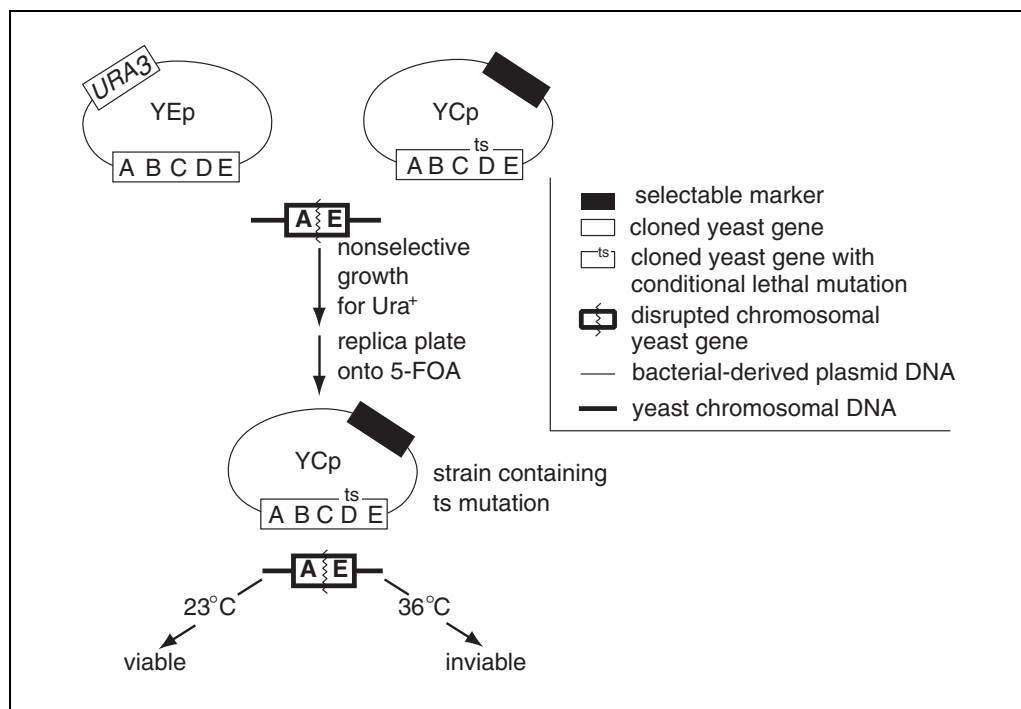 URA3
YEp
A B C D E
YCp
ts
A B C D E
A E
nonselective
growth
for Ura⁺
replica plate
onto 5-FOA
selectable marker
cloned yeast gene
ts
cloned yeast gene with
conditional lethal mutation
disrupted chromosomal
yeast gene
bacterial-derived plasmid DNA
yeast chromosomal DNA
YCp
ts
A B C D E
strain containing
ts mutation
A E
23°C
36°C
viable
inviable